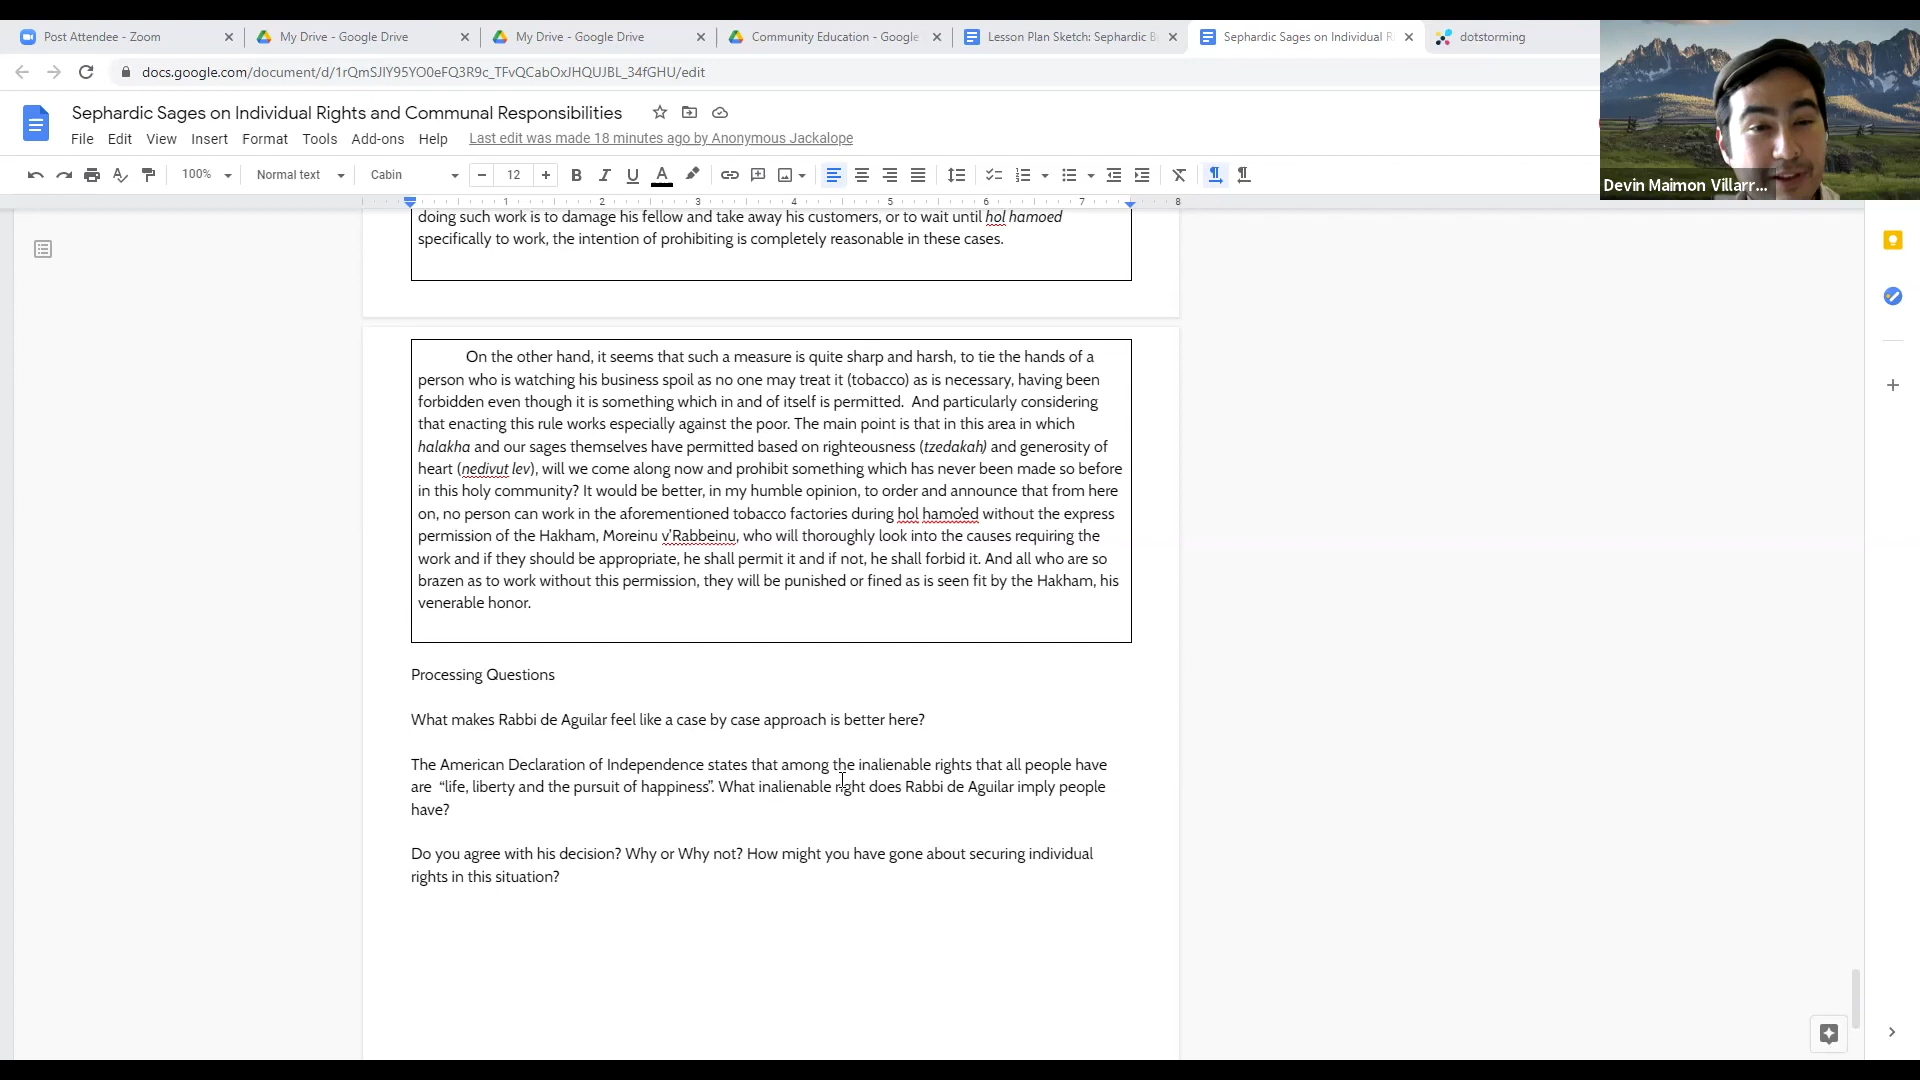 Post Attendee - Zoom
My Drive - Google Drive
My Drive - Google Drive
Community Education - Google
Lesson Plan Sketch: Sephardic B
Sephardic Sages on Individual R
dotstorming
docs.google.com/document/d/1rQmSJlY95YO0eFQ3R9c_TFvQCabOxJHQUJBL_34fGHU/edit
Sephardic Sages on Individual Rights and Communal Responsibilities
File Edit View Insert Format Tools Add-ons Help Last edit was made 18 minutes ago by Anonymous Jackalope
Devin Maimon Villarr...
100% Normal text Cabin 12
1 2 3 4 5 6 7 8
doing such work is to damage his fellow and take away his customers, or to wait until hol hamoed
specifically to work, the intention of prohibiting is completely reasonable in these cases.
On the other hand, it seems that such a measure is quite sharp and harsh, to tie the hands of a
person who is watching his business spoil as no one may treat it (tobacco) as is necessary, having been
forbidden even though it is something which in and of itself is permitted. And particularly considering
that enacting this rule works especially against the poor. The main point is that in this area in which
halakha and our sages themselves have permitted based on righteousness (tzedakah) and generosity of
heart (nedivut lev), will we come along now and prohibit something which has never been made so before
in this holy community? It would be better, in my humble opinion, to order and announce that from here
on, no person can work in the aforementioned tobacco factories during hol hamo'ed without the express
permission of the Hakham, Moreinu v'Rabbeinu, who will thoroughly look into the causes requiring the
work and if they should be appropriate, he shall permit it and if not, he shall forbid it. And all who are so
brazen as to work without this permission, they will be punished or fined as is seen fit by the Hakham, his
venerable honor.
Processing Questions
What makes Rabbi de Aguilar feel like a case by case approach is better here?
The American Declaration of Independence states that among the inalienable rights that all people have
are “life, liberty and the pursuit of happiness”. What inalienable right does Rabbi de Aguilar imply people
have?
Do you agree with his decision? Why or Why not? How might you have gone about securing individual
rights in this situation?